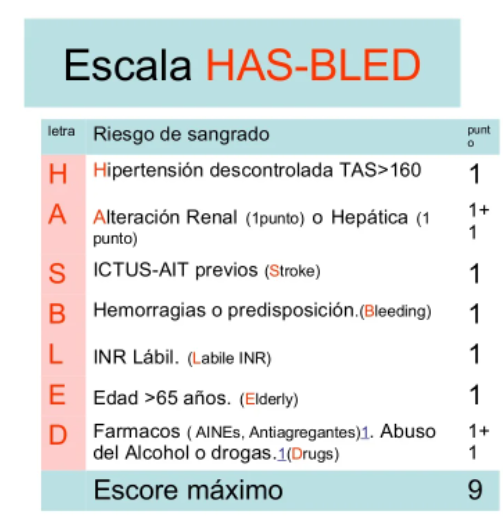 Escala HAS-BLED
letra Riesgo de sangrado punt
o
H Hipertensión descontrolada TAS>160 1
A Alteración Renal (1punto) o Hepática (1 1+
punto) 1
S ICTUS-AIT previos (Stroke) 1
B Hemorragias o predisposición.(Bleeding) 1
L INR Lábil. (Labile INR) 1
E Edad >65 años. (Elderly) 1
D Farmacos ( AINEs, Antiagregantes)1. Abuso 1+
del Alcohol o drogas.1(Drugs) 1
Escore máximo 9